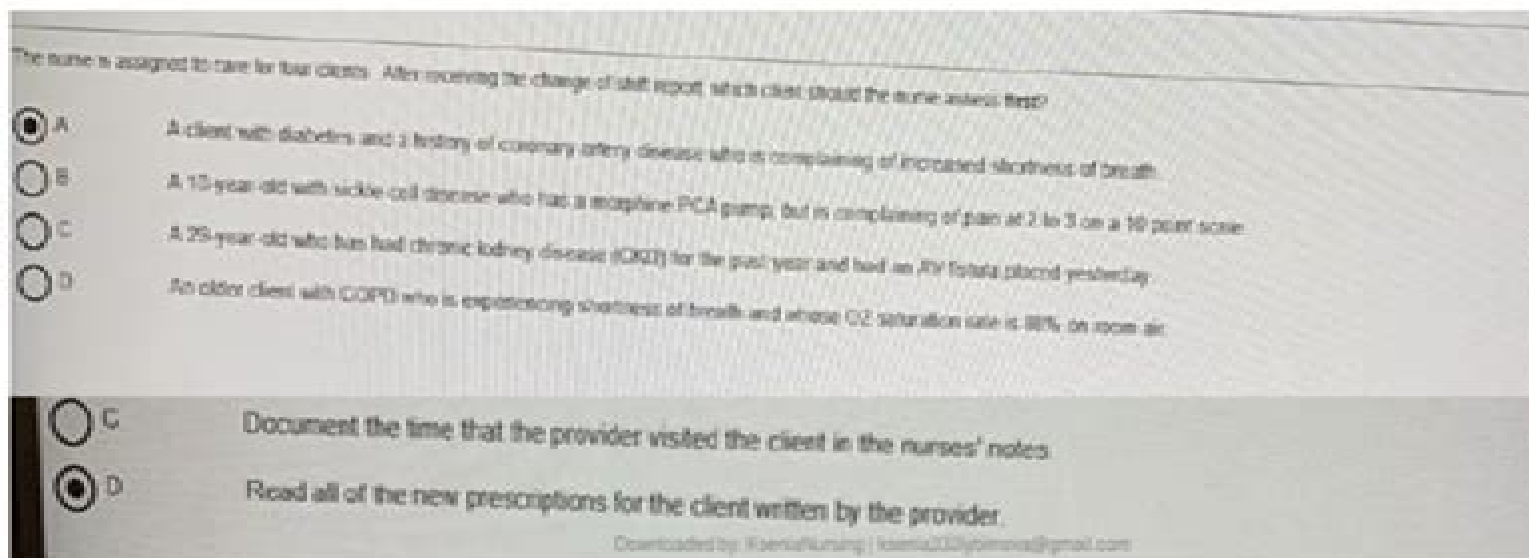 The nurse is assigned to care for four clients. After receiving the change of shift report, which client should the nurse assess first?
A A client with diabetes and a history of coronary artery disease who is complaining of increased shortness of breath.
B A year-old with sickle cell disease who has a morphine PCA pump, but is complaining of pain at 2 to 3 on a 10 point scale.
C A 29-year-old who has had chronic kidney disease (CKD) for the past year and had an AV fistula placed yesterday.
D An older client with COPD who is experiencing shortness of breath and whose O2 saturation rate is on room air.
C Document the time that the provider visited the client in the nurses' notes.
D Read all of the new prescriptions for the client written by the provider.
Downloaded by: